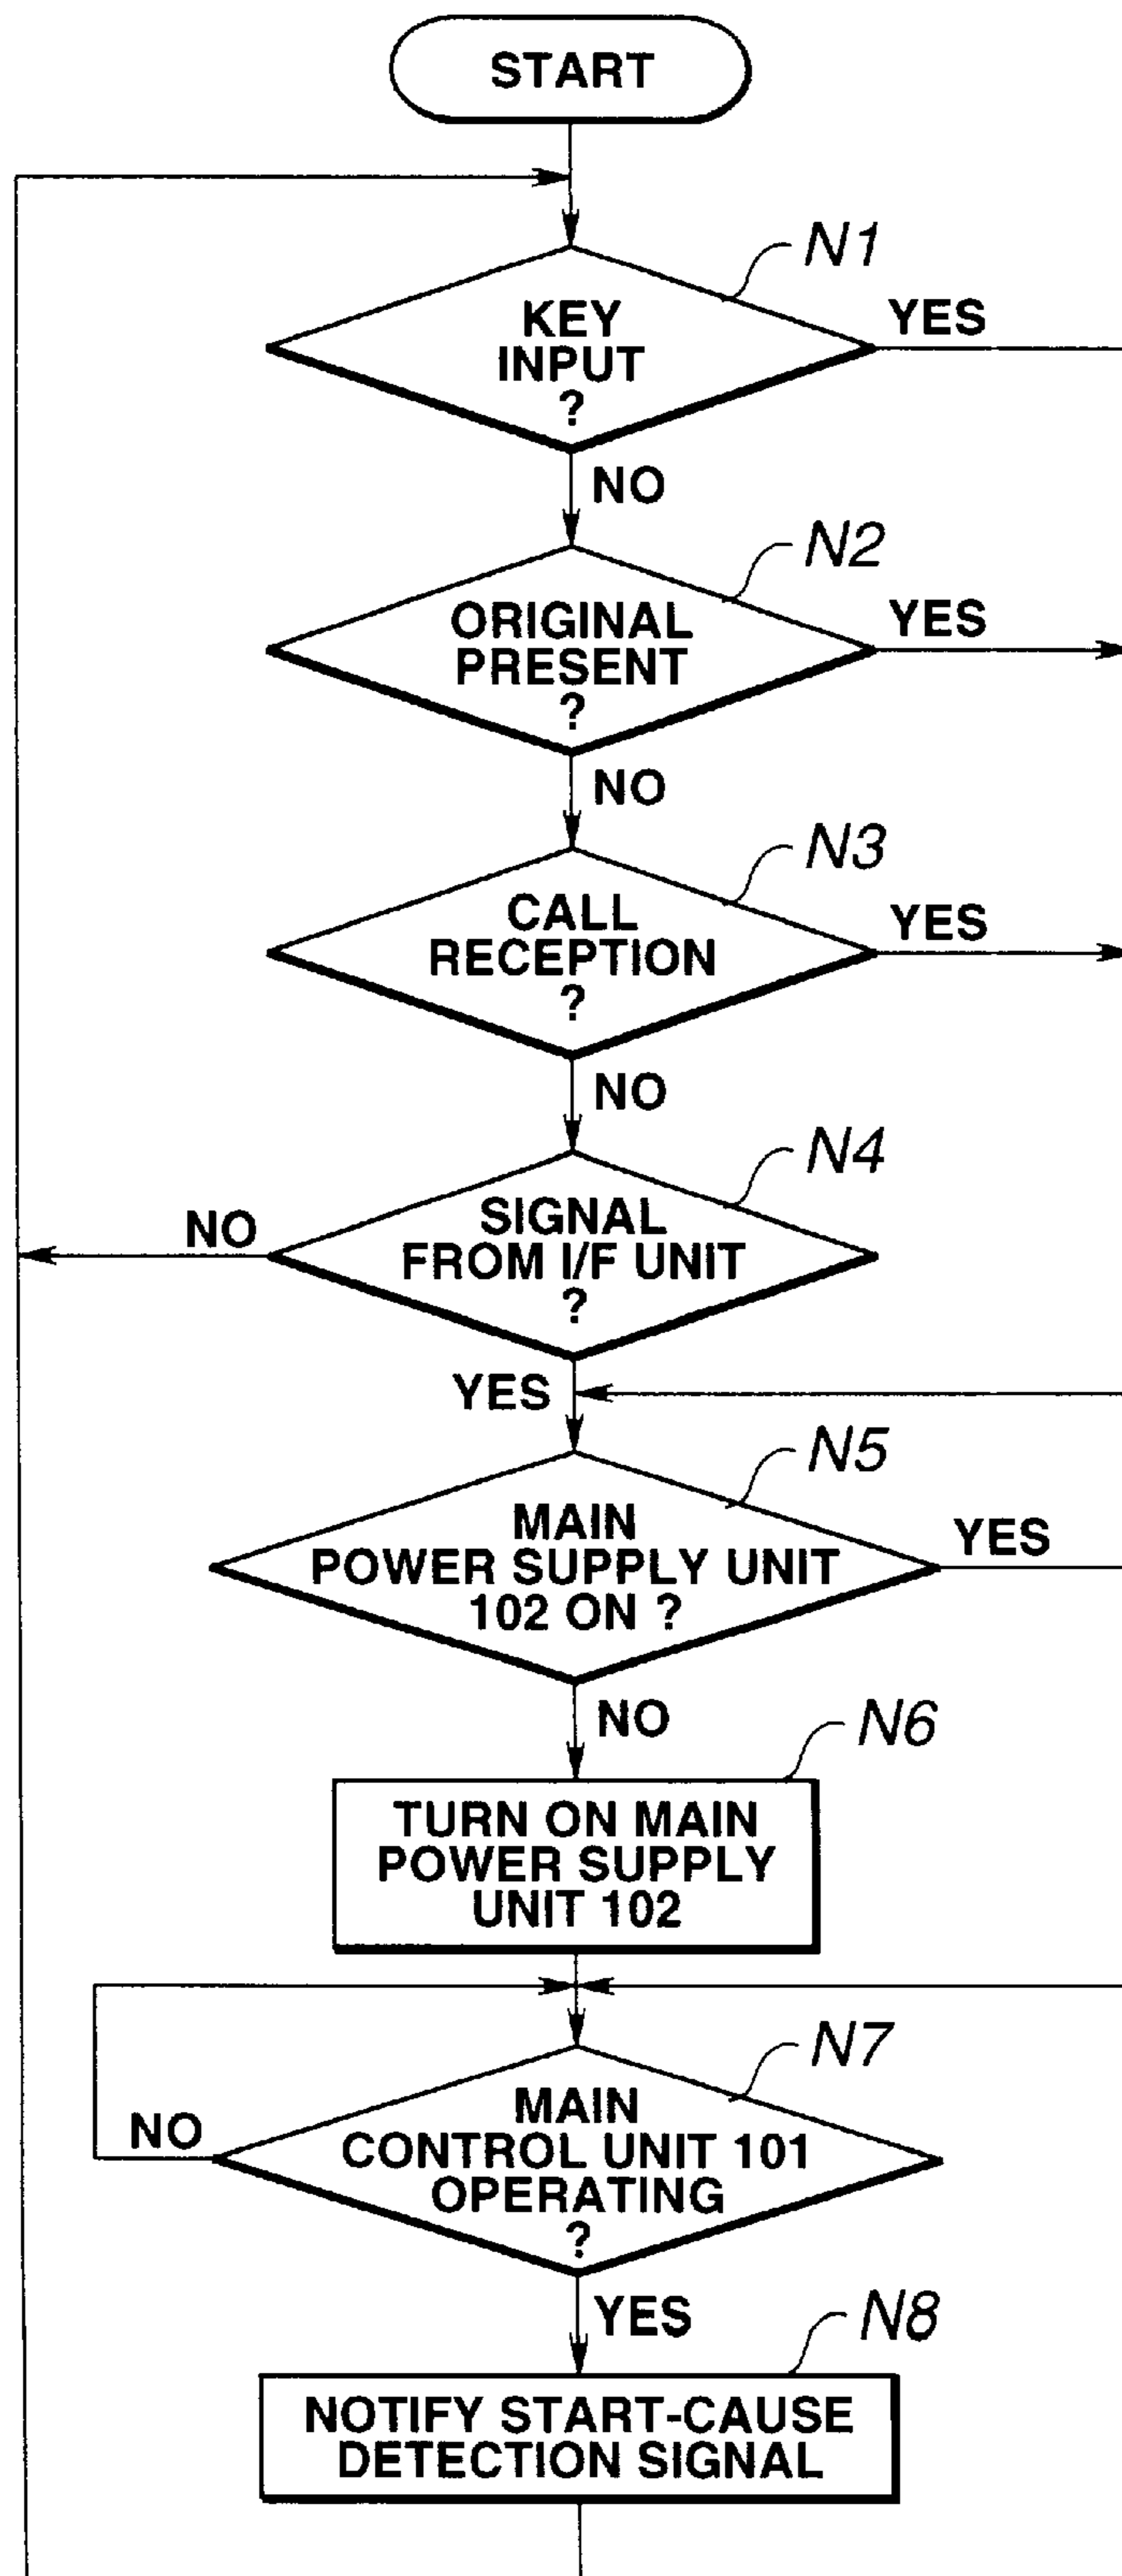 START
N1
KEY
INPUT
?
YES
NO
N2
ORIGINAL
PRESENT
?
YES
NO
N3
CALL
RECEPTION
?
YES
NO
N4
SIGNAL
FROM I/F UNIT
?
NO
YES
N5
MAIN
POWER SUPPLY UNIT
102 ON ?
YES
NO
N6
TURN ON MAIN
POWER SUPPLY
UNIT 102
N7
MAIN
CONTROL UNIT 101
OPERATING
?
NO
YES
N8
NOTIFY START-CAUSE
DETECTION SIGNAL